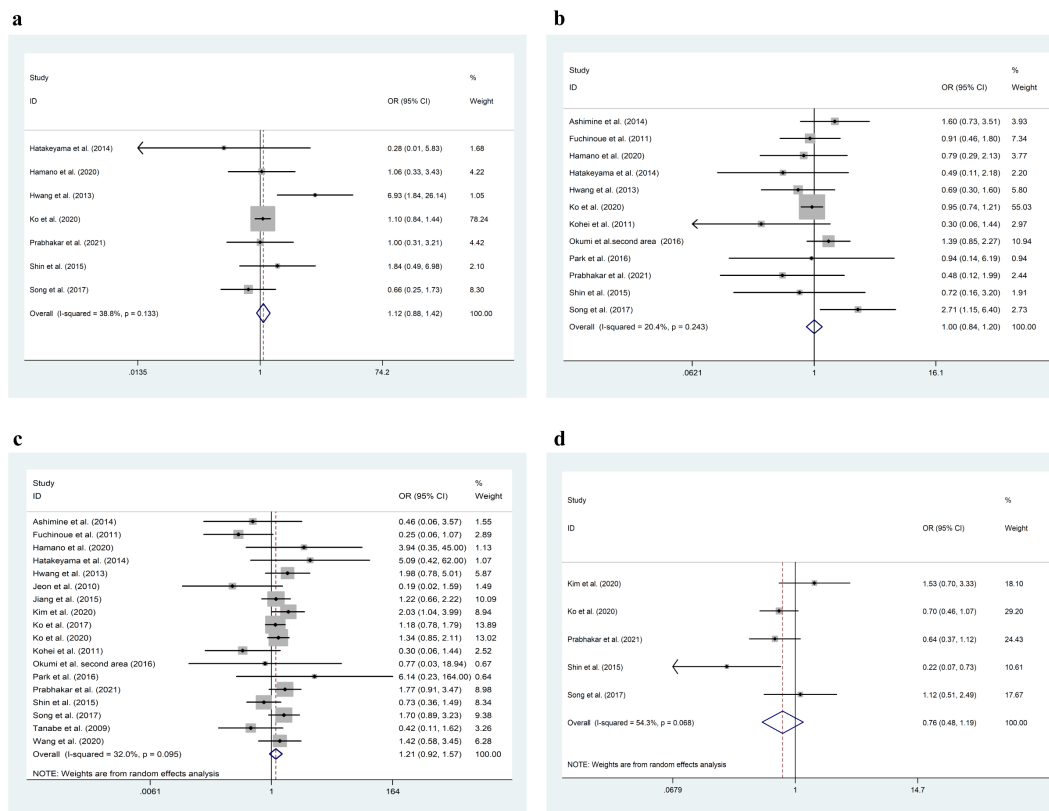 a
Study %
ID OR (95% CI) Weight
Hatakeyama et al. (2014) 0.28 (0.01, 5.83) 1.68
Hamano et al. (2020) 1.06 (0.33, 3.43) 4.22
Hwang et al. (2013) 6.93 (1.84, 26.14) 1.05
Ko et al. (2020) 1.10 (0.84, 1.44) 78.24
Prabhakar et al. (2021) 1.00 (0.31, 3.21) 4.42
Shin et al. (2015) 1.84 (0.49, 6.98) 2.10
Song et al. (2017) 0.66 (0.25, 1.73) 8.30
Overall (I-squared = 38.8%, p = 0.133) 1.12 (0.88, 1.42) 100.00
.0135 1 74.2
b
Study %
ID OR (95% CI) Weight
Ashimine et al. (2014) 1.60 (0.73, 3.51) 3.93
Fuchinoue et al. (2011) 0.91 (0.46, 1.80) 7.34
Hamano et al. (2020) 0.79 (0.29, 2.13) 3.77
Hatakeyama et al. (2014) 0.49 (0.11, 2.18) 2.20
Hwang et al. (2013) 0.69 (0.30, 1.60) 5.80
Ko et al. (2020) 0.95 (0.74, 1.21) 55.03
Kohei et al. (2011) 0.30 (0.06, 1.44) 2.97
Okumi et al.second area (2016) 1.39 (0.85, 2.27) 10.94
Park et al. (2016) 0.94 (0.14, 6.19) 0.94
Prabhakar et al. (2021) 0.48 (0.12, 1.99) 2.44
Shin et al. (2015) 0.72 (0.16, 3.20) 1.91
Song et al. (2017) 2.71 (1.15, 6.40) 2.73
Overall (I-squared = 20.4%, p = 0.243) 1.00 (0.84, 1.20) 100.00
.0621 1 16.1
c
Study %
ID OR (95% CI) Weight
Ashimine et al. (2014) 0.46 (0.06, 3.57) 1.55
Fuchinoue et al. (2011) 0.25 (0.06, 1.07) 2.89
Hamano et al. (2020) 3.94 (0.35, 45.00) 1.13
Hatakeyama et al. (2014) 5.09 (0.42, 62.00) 1.07
Hwang et al. (2013) 1.98 (0.78, 5.01) 5.87
Jeon et al. (2010) 0.19 (0.02, 1.59) 1.49
Jiang et al. (2015) 1.22 (0.66, 2.22) 10.09
Kim et al. (2020) 2.03 (1.04, 3.99) 8.94
Ko et al. (2017) 1.18 (0.78, 1.79) 13.89
Ko et al. (2020) 1.34 (0.85, 2.11) 13.02
Kohei et al. (2011) 0.30 (0.06, 1.44) 2.52
Okumi et al. second area (2016) 0.77 (0.03, 18.94) 0.67
Park et al. (2016) 6.14 (0.23, 164.00) 0.64
Prabhakar et al. (2021) 1.77 (0.91, 3.47) 8.98
Shin et al. (2015) 0.73 (0.36, 1.49) 8.34
Song et al. (2017) 1.70 (0.89, 3.23) 9.38
Tanabe et al. (2009) 0.42 (0.11, 1.62) 3.26
Wang et al. (2020) 1.42 (0.58, 3.45) 6.28
Overall (I-squared = 32.0%, p = 0.095) 1.21 (0.92, 1.57) 100.00
NOTE: Weights are from random effects analysis
.0061 1 164
d
Study %
ID OR (95% CI) Weight
Kim et al. (2020) 1.53 (0.70, 3.33) 18.10
Ko et al. (2020) 0.70 (0.46, 1.07) 29.20
Prabhakar et al. (2021) 0.64 (0.37, 1.12) 24.43
Shin et al. (2015) 0.22 (0.07, 0.73) 10.61
Song et al. (2017) 1.12 (0.51, 2.49) 17.67
Overall (I-squared = 54.3%, p = 0.068) 0.76 (0.48, 1.19) 100.00
NOTE: Weights are from random effects analysis
.0679 1 14.7